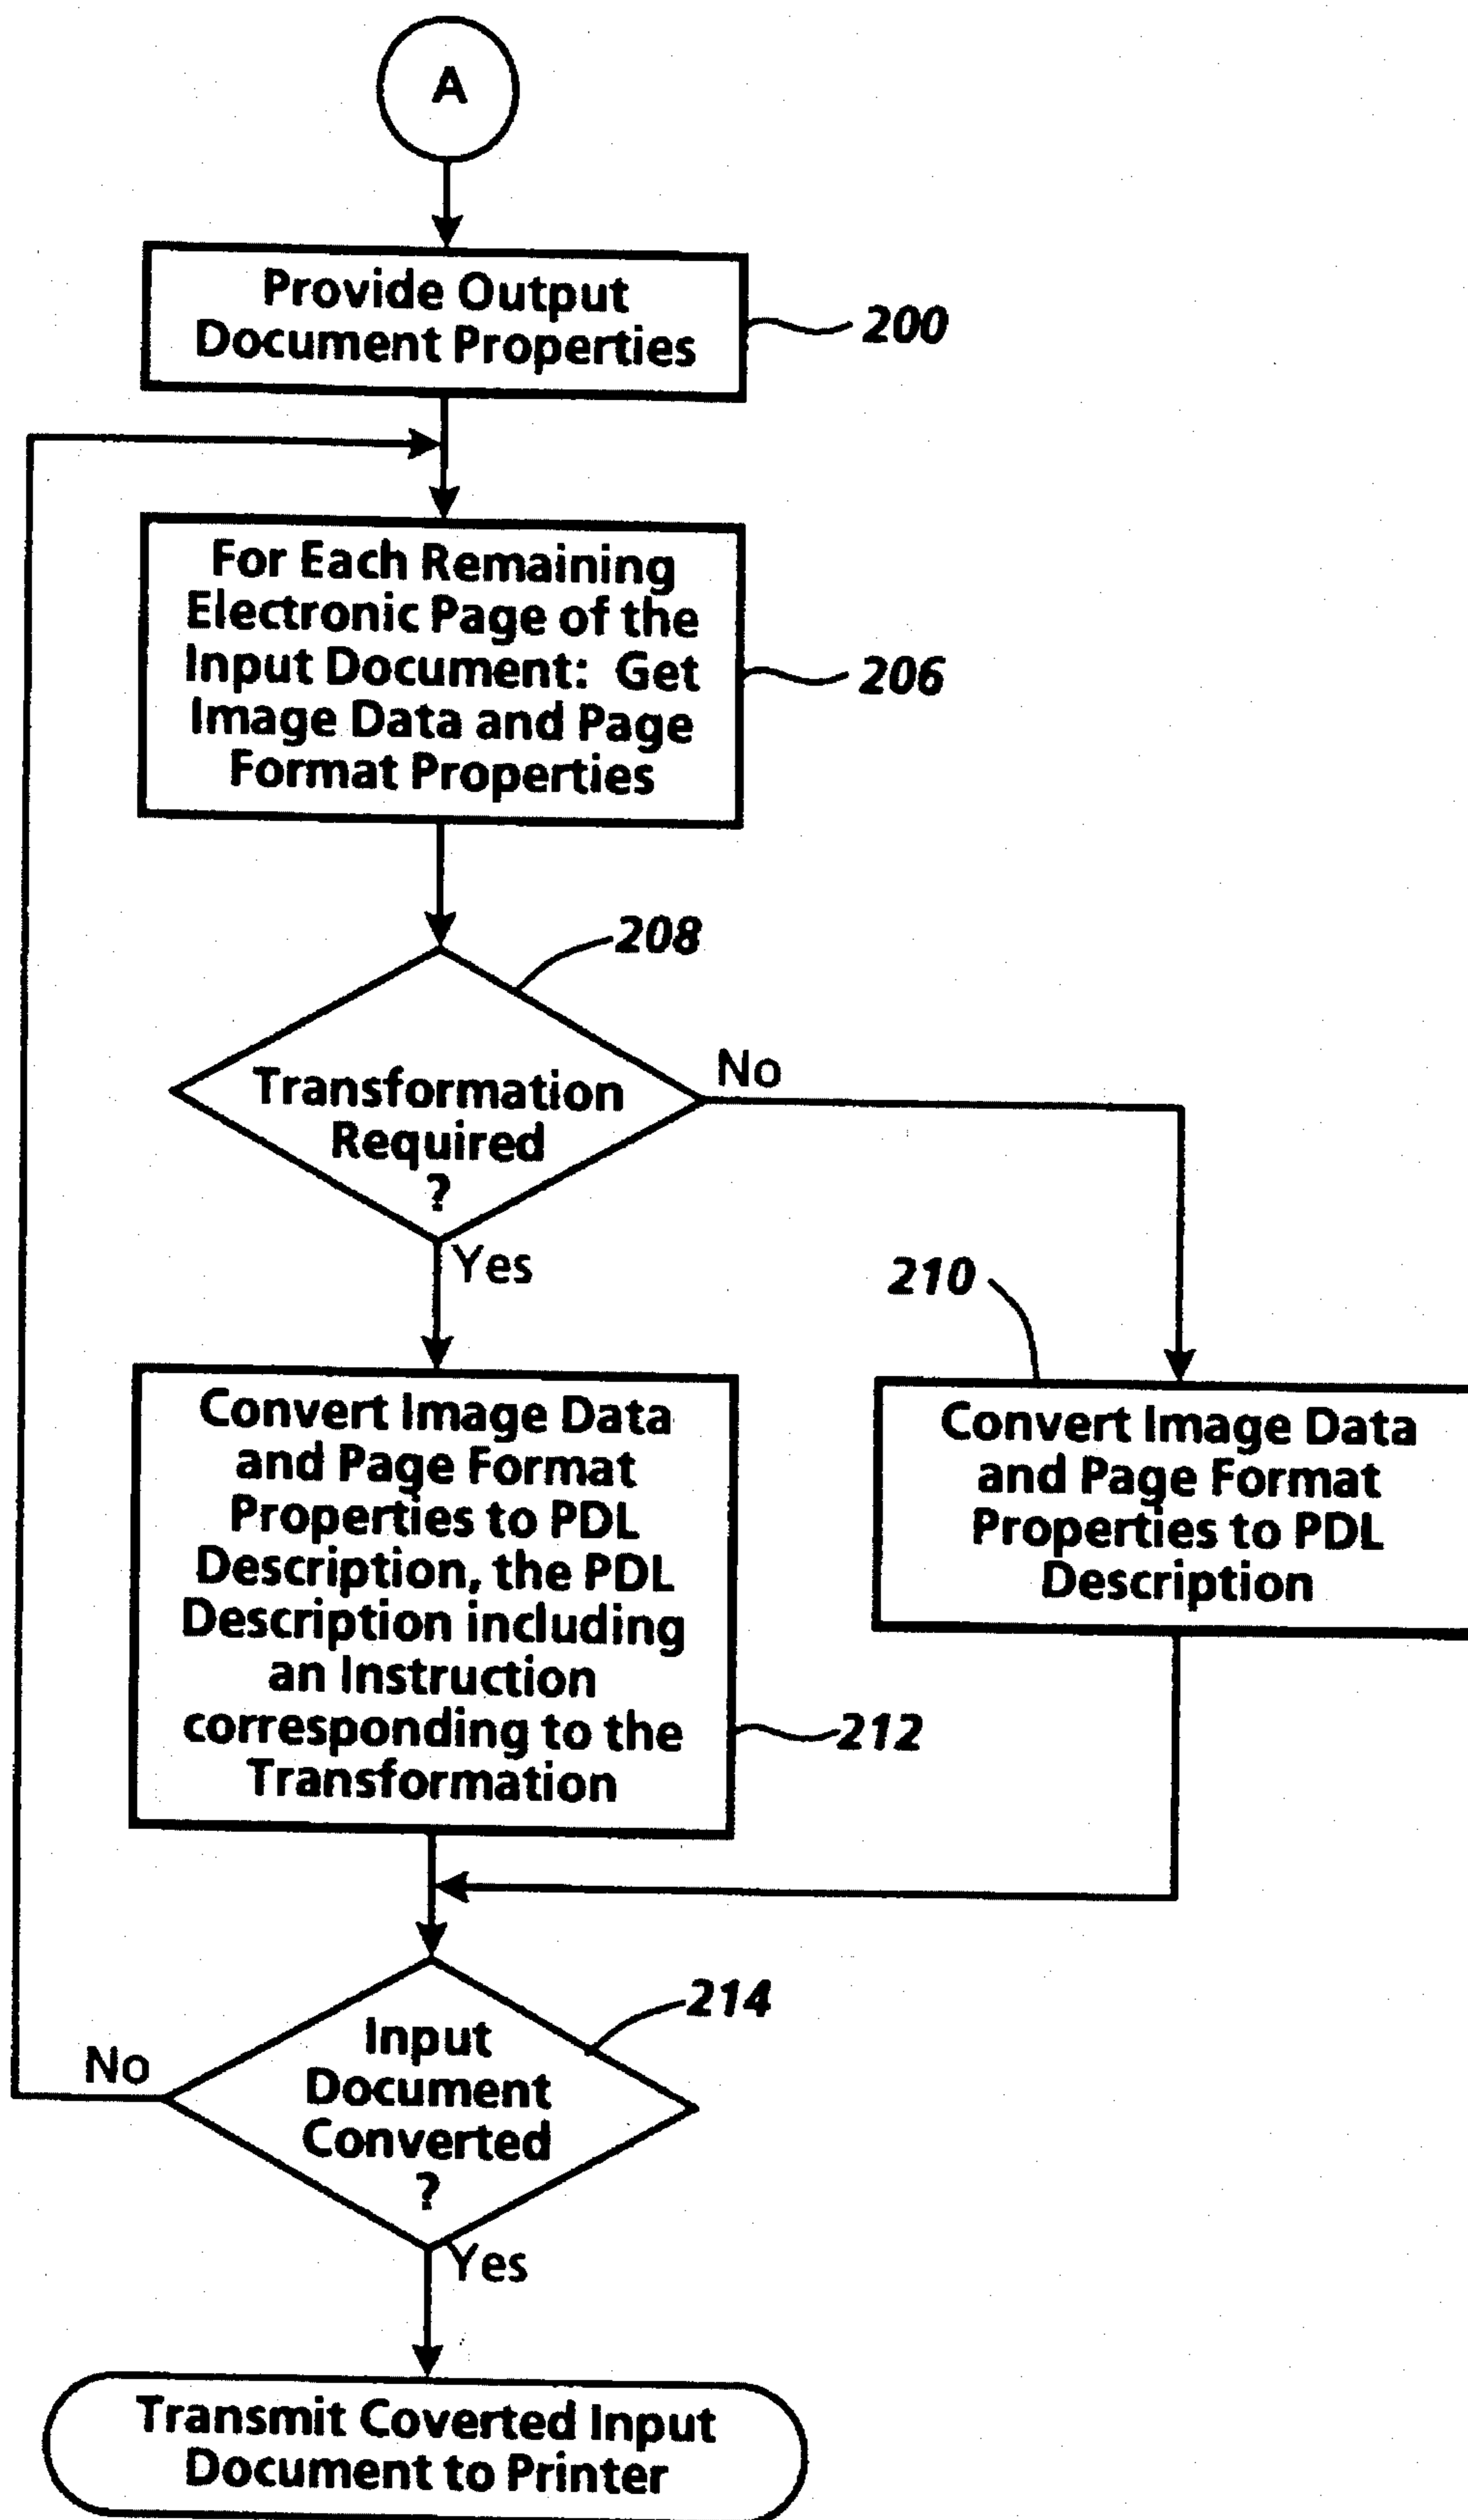 A
Provide Output
Document Properties
200
For Each Remaining
Electronic Page of the
Input Document: Get
Image Data and Page
Format Properties
206
208
Transformation
Required
?
No
Yes
210
Convert Image Data
and Page Format
Properties to PDL
Description, the PDL
Description including
an Instruction
corresponding to the
Transformation
212
Convert Image Data
and Page Format
Properties to PDL
Description
214
Input
Document
Converted
?
No
Yes
Transmit Coverted Input
Document to Printer